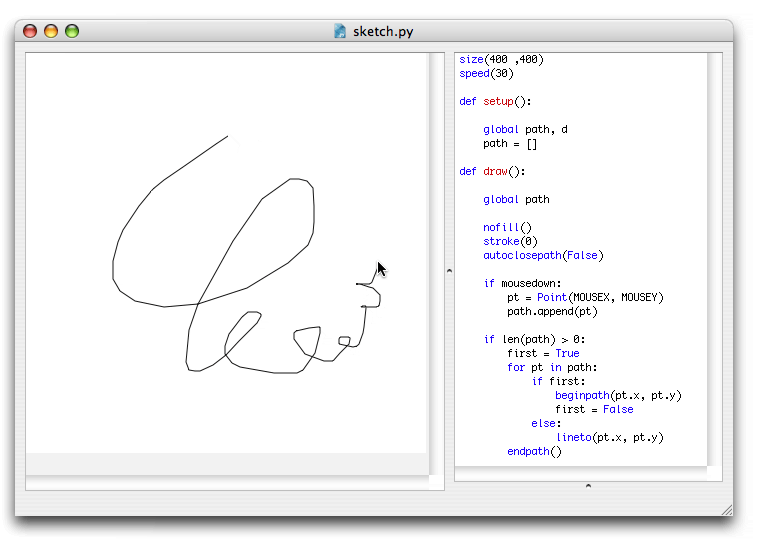 sketch.py
size(400 ,400)
speed(30)
def setup():
global path, d
path = []
def draw():
global path
nofill()
stroke(0)
autoclosepath(False)
if mousedown:
pt = Point(MOUSEX, MOUSEY)
path.append(pt)
if len(path) > 0:
first = True
for pt in path:
if first:
beginpath(pt.x, pt.y)
first = False
else:
lineto(pt.x, pt.y)
endpath()